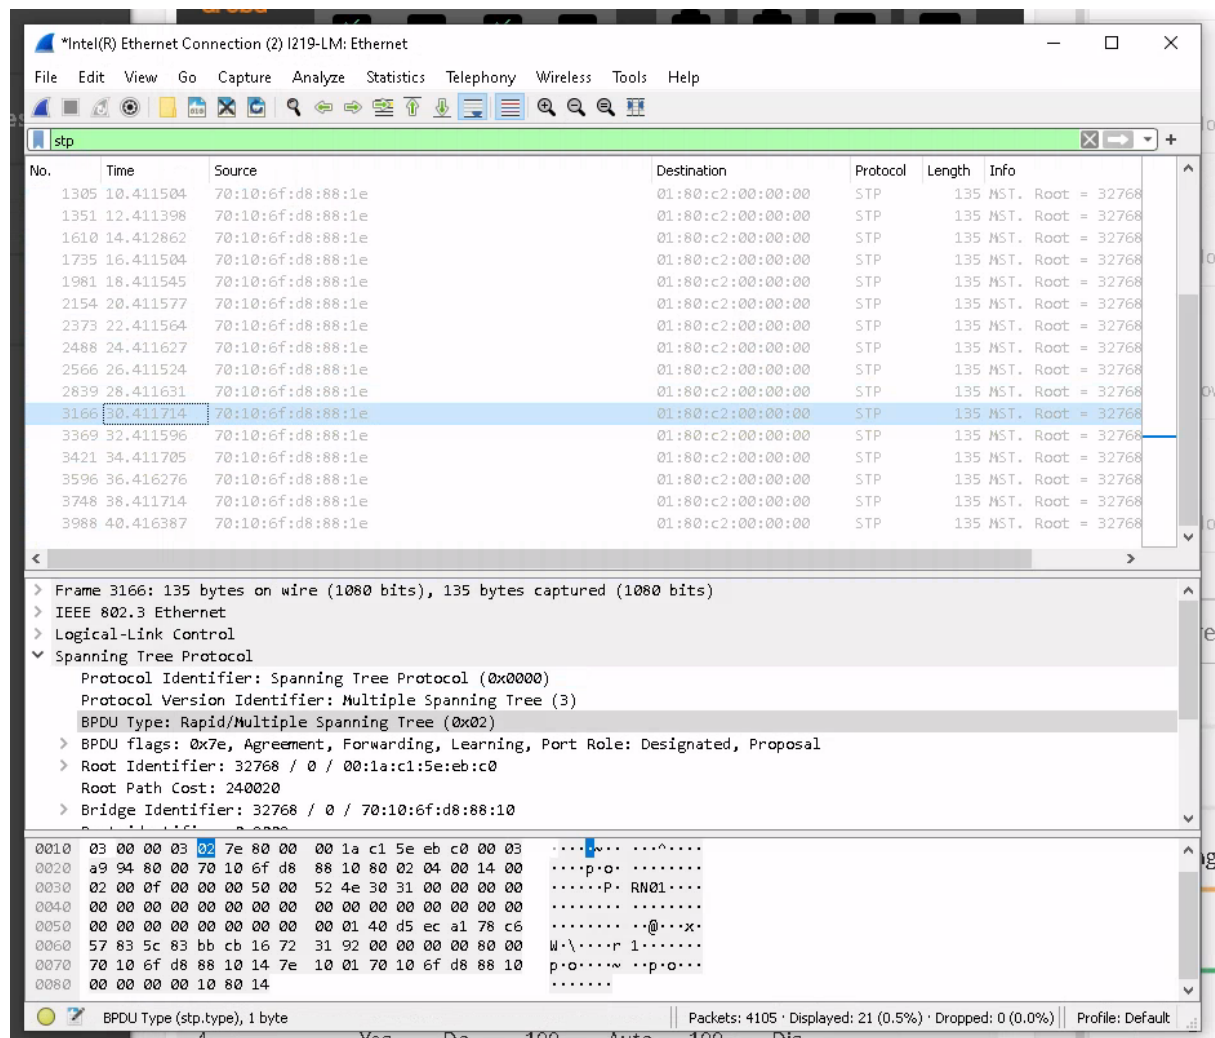 *Intel(R) Ethernet Connection (2) I219-LM: Ethernet
File Edit View Go Capture Analyze Statistics Telephony Wireless Tools Help
stp
No. Time Source Destination Protocol Length Info
1305 10.411504 70:10:6f:d8:88:1e 01:80:c2:00:00:00 STP 135 MST. Root = 32768
1351 12.411398 70:10:6f:d8:88:1e 01:80:c2:00:00:00 STP 135 MST. Root = 32768
1610 14.412862 70:10:6f:d8:88:1e 01:80:c2:00:00:00 STP 135 MST. Root = 32768
1735 16.411504 70:10:6f:d8:88:1e 01:80:c2:00:00:00 STP 135 MST. Root = 32768
1981 18.411545 70:10:6f:d8:88:1e 01:80:c2:00:00:00 STP 135 MST. Root = 32768
2154 20.411577 70:10:6f:d8:88:1e 01:80:c2:00:00:00 STP 135 MST. Root = 32768
2373 22.411564 70:10:6f:d8:88:1e 01:80:c2:00:00:00 STP 135 MST. Root = 32768
2488 24.411627 70:10:6f:d8:88:1e 01:80:c2:00:00:00 STP 135 MST. Root = 32768
2566 26.411524 70:10:6f:d8:88:1e 01:80:c2:00:00:00 STP 135 MST. Root = 32768
2839 28.411631 70:10:6f:d8:88:1e 01:80:c2:00:00:00 STP 135 MST. Root = 32768
3166 30.411714 70:10:6f:d8:88:1e 01:80:c2:00:00:00 STP 135 MST. Root = 32768
3369 32.411596 70:10:6f:d8:88:1e 01:80:c2:00:00:00 STP 135 MST. Root = 32768
3421 34.411705 70:10:6f:d8:88:1e 01:80:c2:00:00:00 STP 135 MST. Root = 32768
3596 36.416276 70:10:6f:d8:88:1e 01:80:c2:00:00:00 STP 135 MST. Root = 32768
3748 38.411714 70:10:6f:d8:88:1e 01:80:c2:00:00:00 STP 135 MST. Root = 32768
3988 40.416387 70:10:6f:d8:88:1e 01:80:c2:00:00:00 STP 135 MST. Root = 32768
Frame 3166: 135 bytes on wire (1080 bits), 135 bytes captured (1080 bits)
IEEE 802.3 Ethernet
Logical-Link Control
Spanning Tree Protocol
Protocol Identifier: Spanning Tree Protocol (0x0000)
Protocol Version Identifier: Multiple Spanning Tree (3)
BPDU Type: Rapid/Multiple Spanning Tree (0x02)
BPDU flags: 0x7e, Agreement, Forwarding, Learning, Port Role: Designated, Proposal
Root Identifier: 32768 / 0 / 00:1a:c1:5e:eb:c0
Root Path Cost: 240020
Bridge Identifier: 32768 / 0 / 70:10:6f:d8:88:10
0010 03 00 00 03 02 7e 80 00 00 1a c1 5e eb c0 00 03 ·····~·· ···^····
0020 a9 94 80 00 70 10 6f d8 88 10 80 02 04 00 14 00 ····p·o· ········
0030 02 00 0f 00 00 00 50 00 52 4e 30 31 00 00 00 00 ······P· RN01····
0040 00 00 00 00 00 00 00 00 00 00 00 00 00 00 00 00 ········ ········
0050 00 00 00 00 00 00 00 00 00 01 40 d5 ec a1 78 c6 ········ ··@···x·
0060 57 83 5c 83 bb cb 16 72 31 92 00 00 00 00 80 00 W·\····r 1·······
0070 70 10 6f d8 88 10 14 7e 10 01 70 10 6f d8 88 10 p·o····~ ··p·o···
0080 00 00 00 00 10 80 14 ·······
BPDU Type (stp.type), 1 byte Packets: 4105 · Displayed: 21 (0.5%) · Dropped: 0 (0.0%) Profile: Default